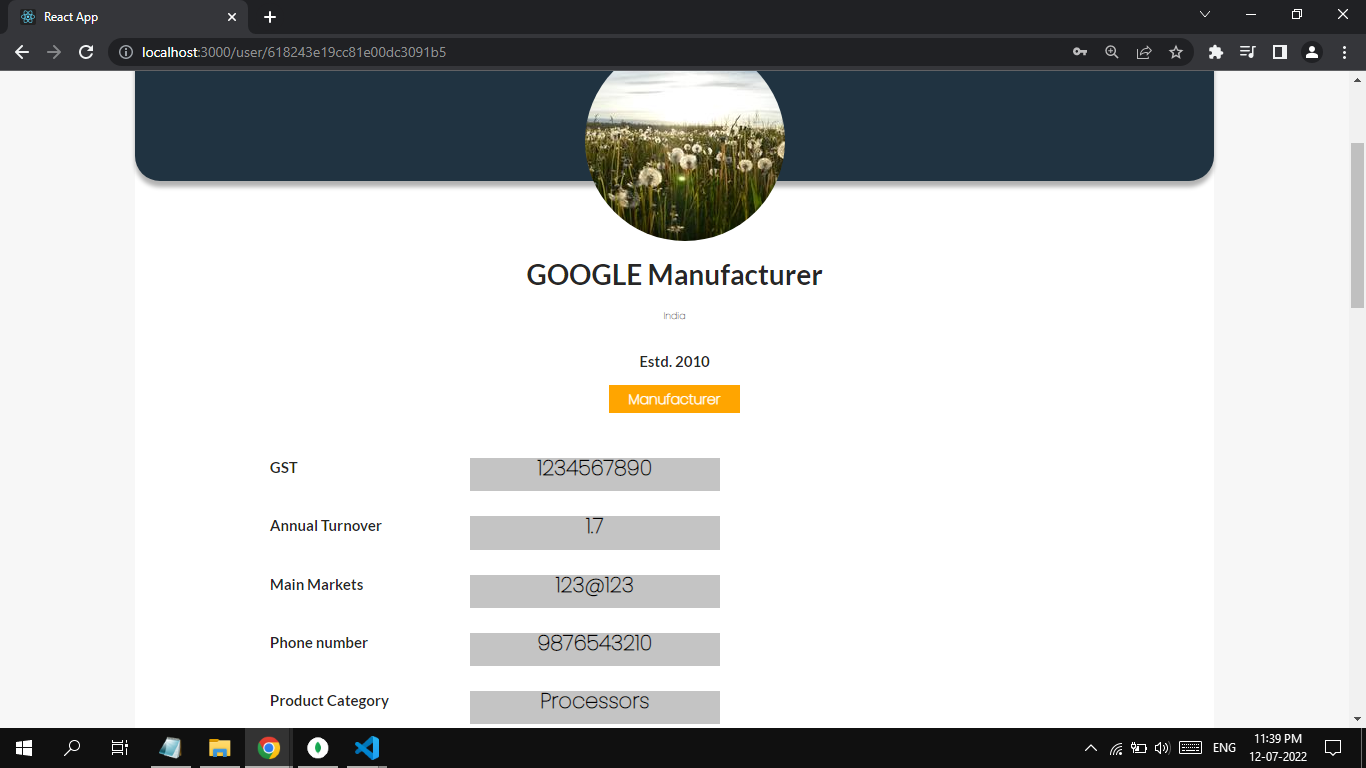 React App
localhost:3000/user/618243e19cc81e00dc3091b5
GOOGLE Manufacturer
India
Estd. 2010
Manufacturer
GST 1234567890
Annual Turnover 1.7
Main Markets 123@123
Phone number 9876543210
Product Category Processors
ENG
11:39 PM
12-07-2022